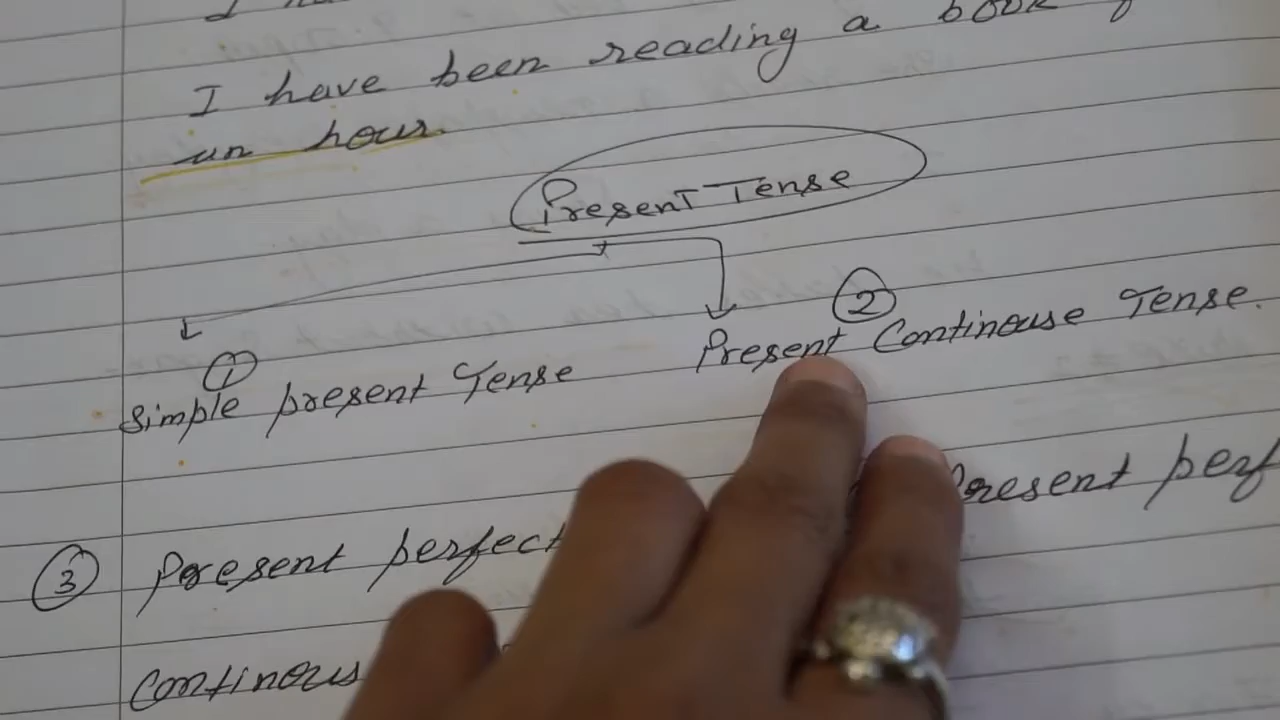 I have been reading a book
un hour.
Present Tense
① Simple present Tense
② Present Continouse Tense.
③ Present perfect
Present perf
Continous